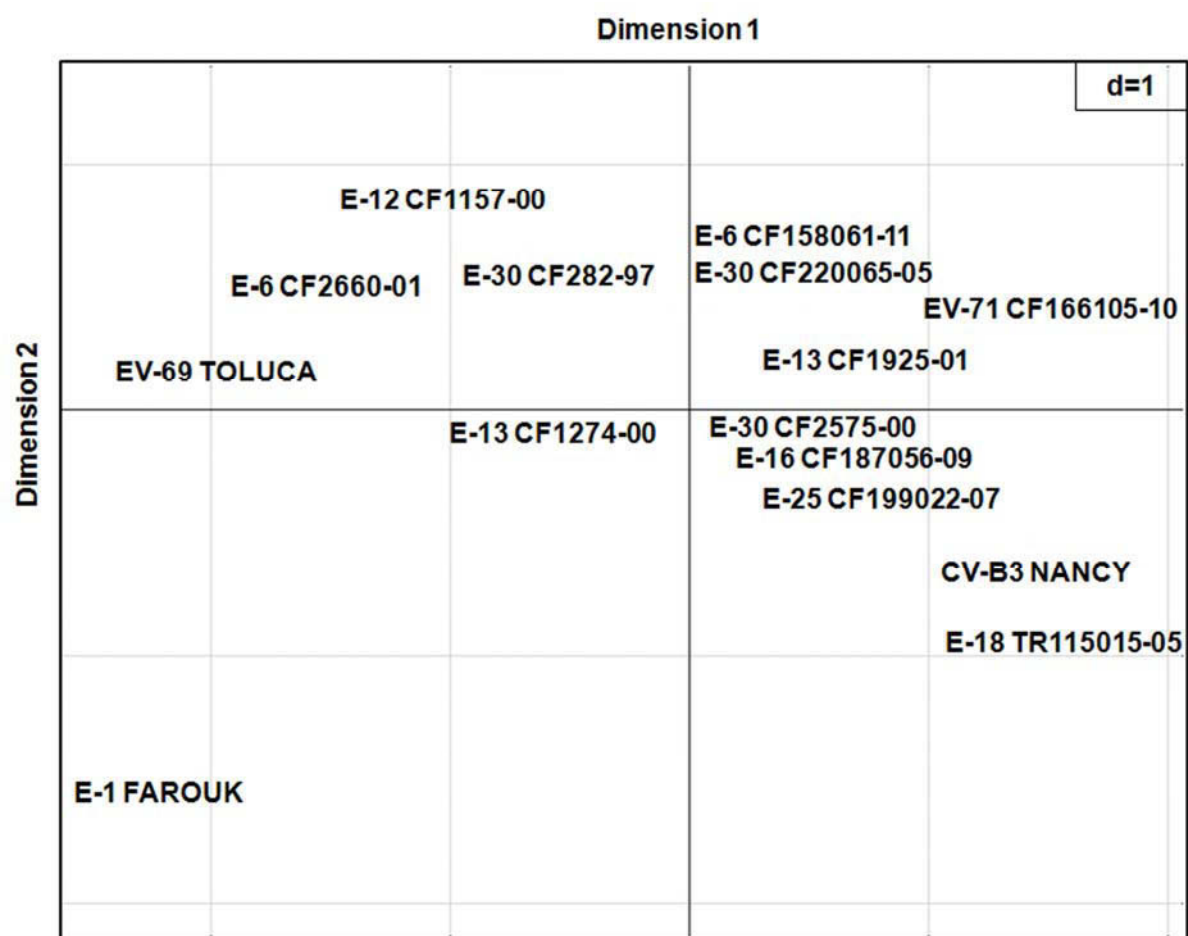 Dimension 1
d=1
E-12 CF1157-00
E-6 CF158061-11
E-30 CF220065-05
E-30 CF282-97
E-6 CF2660-01
EV-71 CF166105-10
E-13 CF1925-01
EV-69 TOLUCA
Dimension 2
E-30 CF2575-00
E-13 CF1274-00
E-16 CF187056-09
E-25 CF199022-07
CV-B3 NANCY
E-18 TR115015-05
E-1 FAROUK